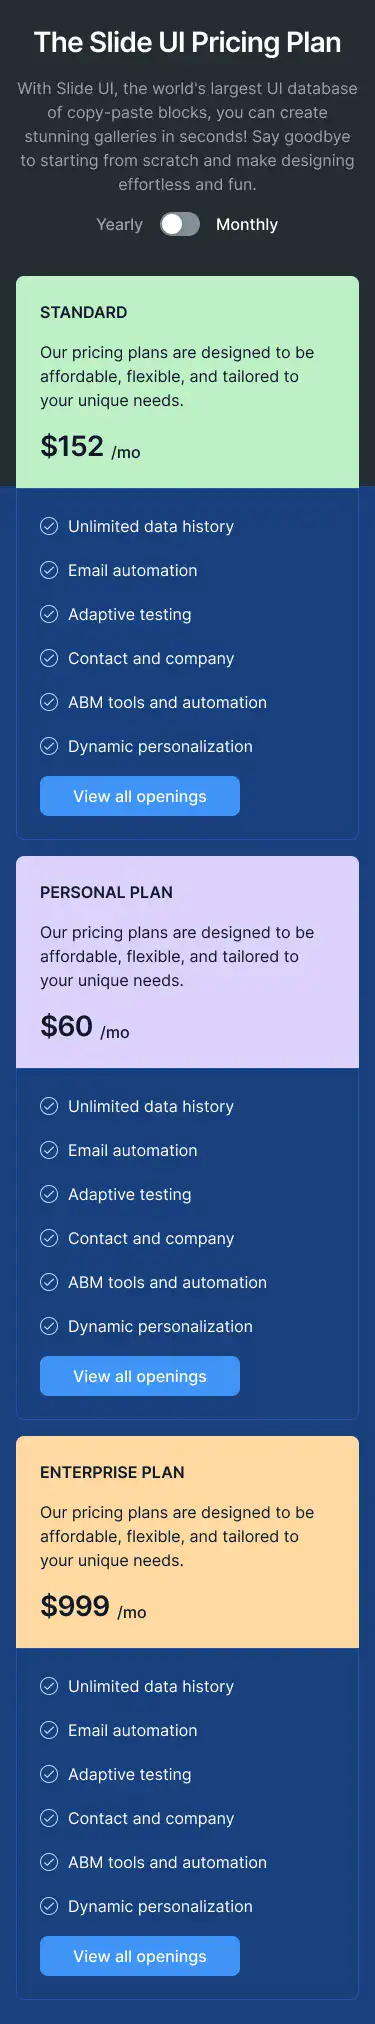 The Slide UI Pricing Plan
With Slide UI, the world's largest UI database
of copy-paste blocks, you can create
stunning galleries in seconds! Say goodbye
to starting from scratch and make designing
effortless and fun.
Yearly Monthly
STANDARD
Our pricing plans are designed to be
affordable, flexible, and tailored to
your unique needs.
$152 /mo
Unlimited data history
Email automation
Adaptive testing
Contact and company
ABM tools and automation
Dynamic personalization
View all openings
PERSONAL PLAN
Our pricing plans are designed to be
affordable, flexible, and tailored to
your unique needs.
$60 /mo
Unlimited data history
Email automation
Adaptive testing
Contact and company
ABM tools and automation
Dynamic personalization
View all openings
ENTERPRISE PLAN
Our pricing plans are designed to be
affordable, flexible, and tailored to
your unique needs.
$999 /mo
Unlimited data history
Email automation
Adaptive testing
Contact and company
ABM tools and automation
Dynamic personalization
View all openings